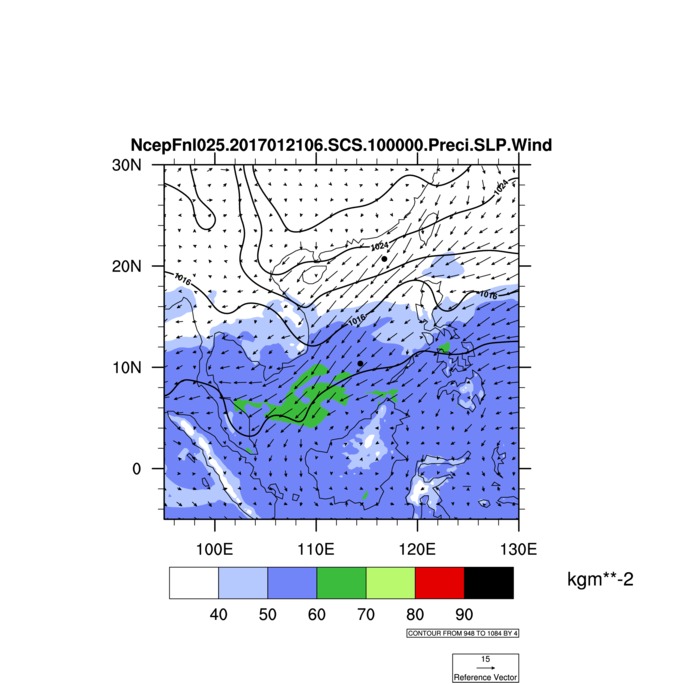 NcepFnl025.2017012106.SCS.100000.Preci.SLP.Wind
30N
1024
1024
20N
1016
1016
1016
10N
0
100E 110E 120E 130E
kgm**-2
40 50 60 70 80 90
CONTOUR FROM 948 TO 1084 BY 4
15
Reference Vector